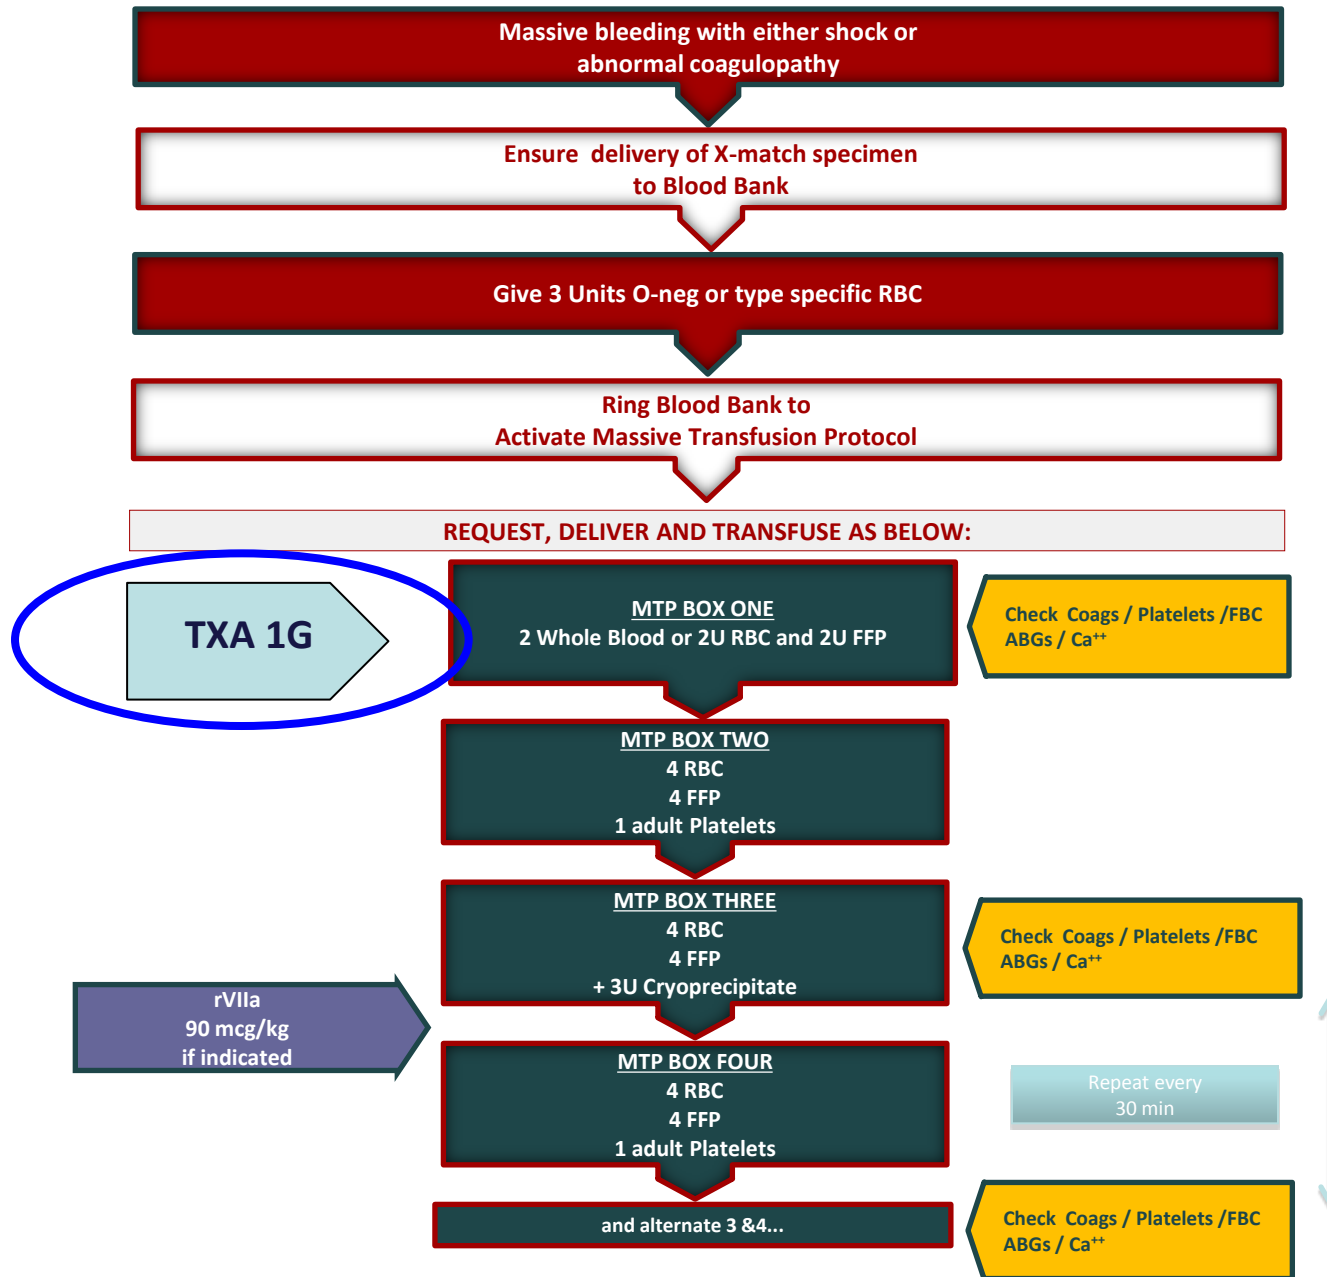 Massive bleeding with either shock or
abnormal coagulopathy
Ensure delivery of X-match specimen
to Blood Bank
Give 3 Units O-neg or type specific RBC
Ring Blood Bank to
Activate Massive Transfusion Protocol
REQUEST, DELIVER AND TRANSFUSE AS BELOW:
TXA 1G
MTP BOX ONE
2 Whole Blood or 2U RBC and 2U FFP
Check Coags / Platelets /FBC
ABGs / Ca⁺⁺
MTP BOX TWO
4 RBC
4 FFP
1 adult Platelets
MTP BOX THREE
4 RBC
4 FFP
+ 3U Cryoprecipitate
Check Coags / Platelets /FBC
ABGs / Ca⁺⁺
rVIIa
90 mcg/kg
if indicated
MTP BOX FOUR
4 RBC
4 FFP
1 adult Platelets
Repeat every
30 min
and alternate 3 &4...
Check Coags / Platelets /FBC
ABGs / Ca⁺⁺